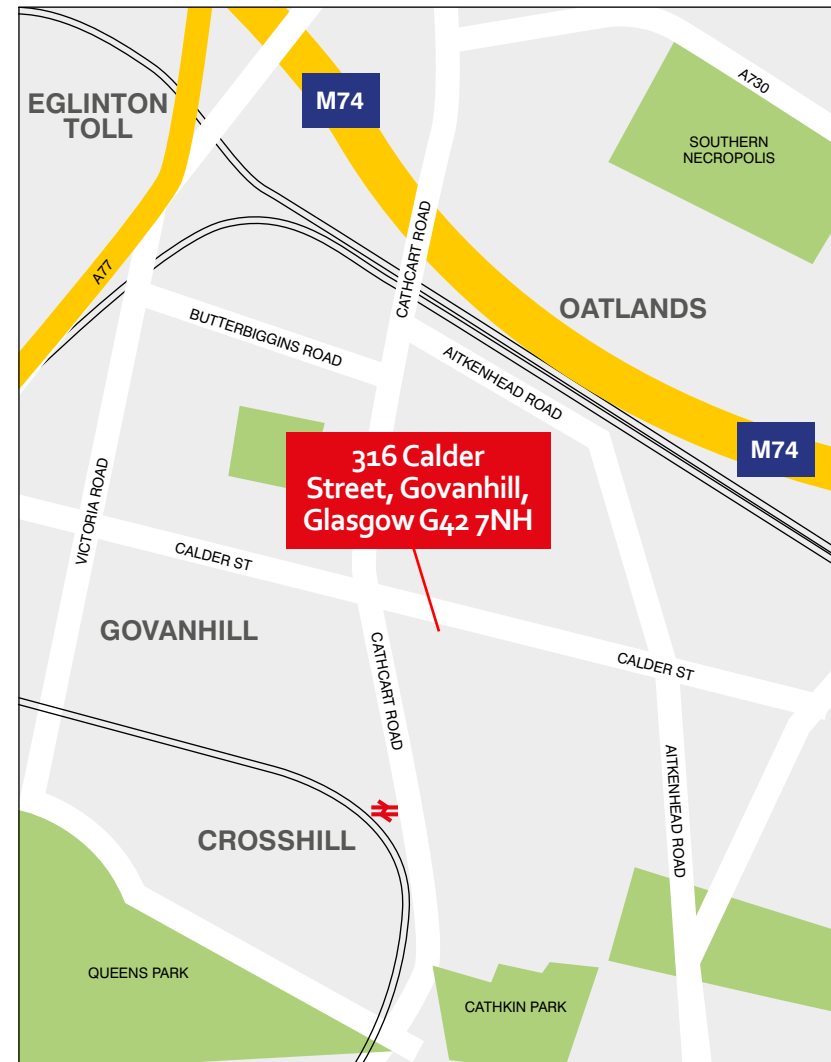 A730
EGLINTON
TOLL
M74
SOUTHERN
NECROPOLIS
CATHCART ROAD
A77
OATLANDS
BUTTERBIGGINS ROAD
AITKENHEAD ROAD
M74
316 Calder
Street, Govanhill,
Glasgow G42 7NH
VICTORIA ROAD
CALDER ST
GOVANHILL
CATHCART ROAD
CALDER ST
AITKENHEAD ROAD
CROSSHILL
QUEENS PARK
CATHKIN PARK